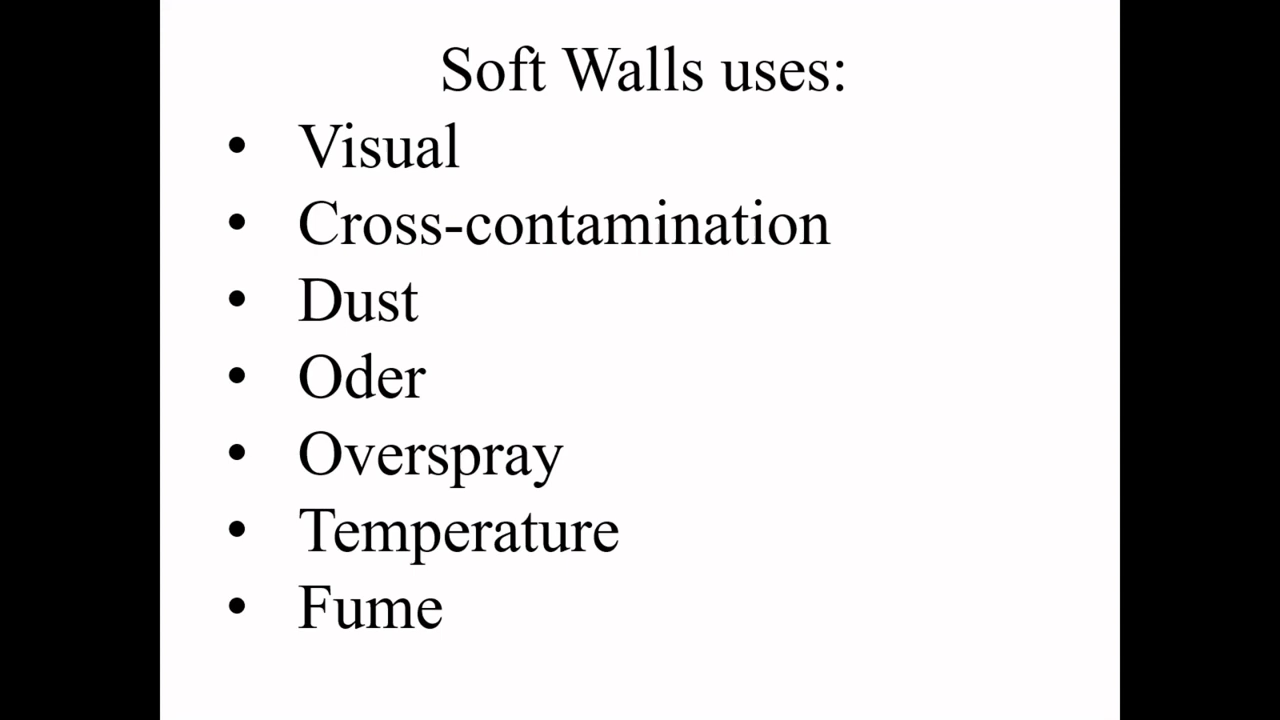 Soft Walls uses:
• Visual
• Cross-contamination
• Dust
• Oder
• Overspray
• Temperature
• Fume